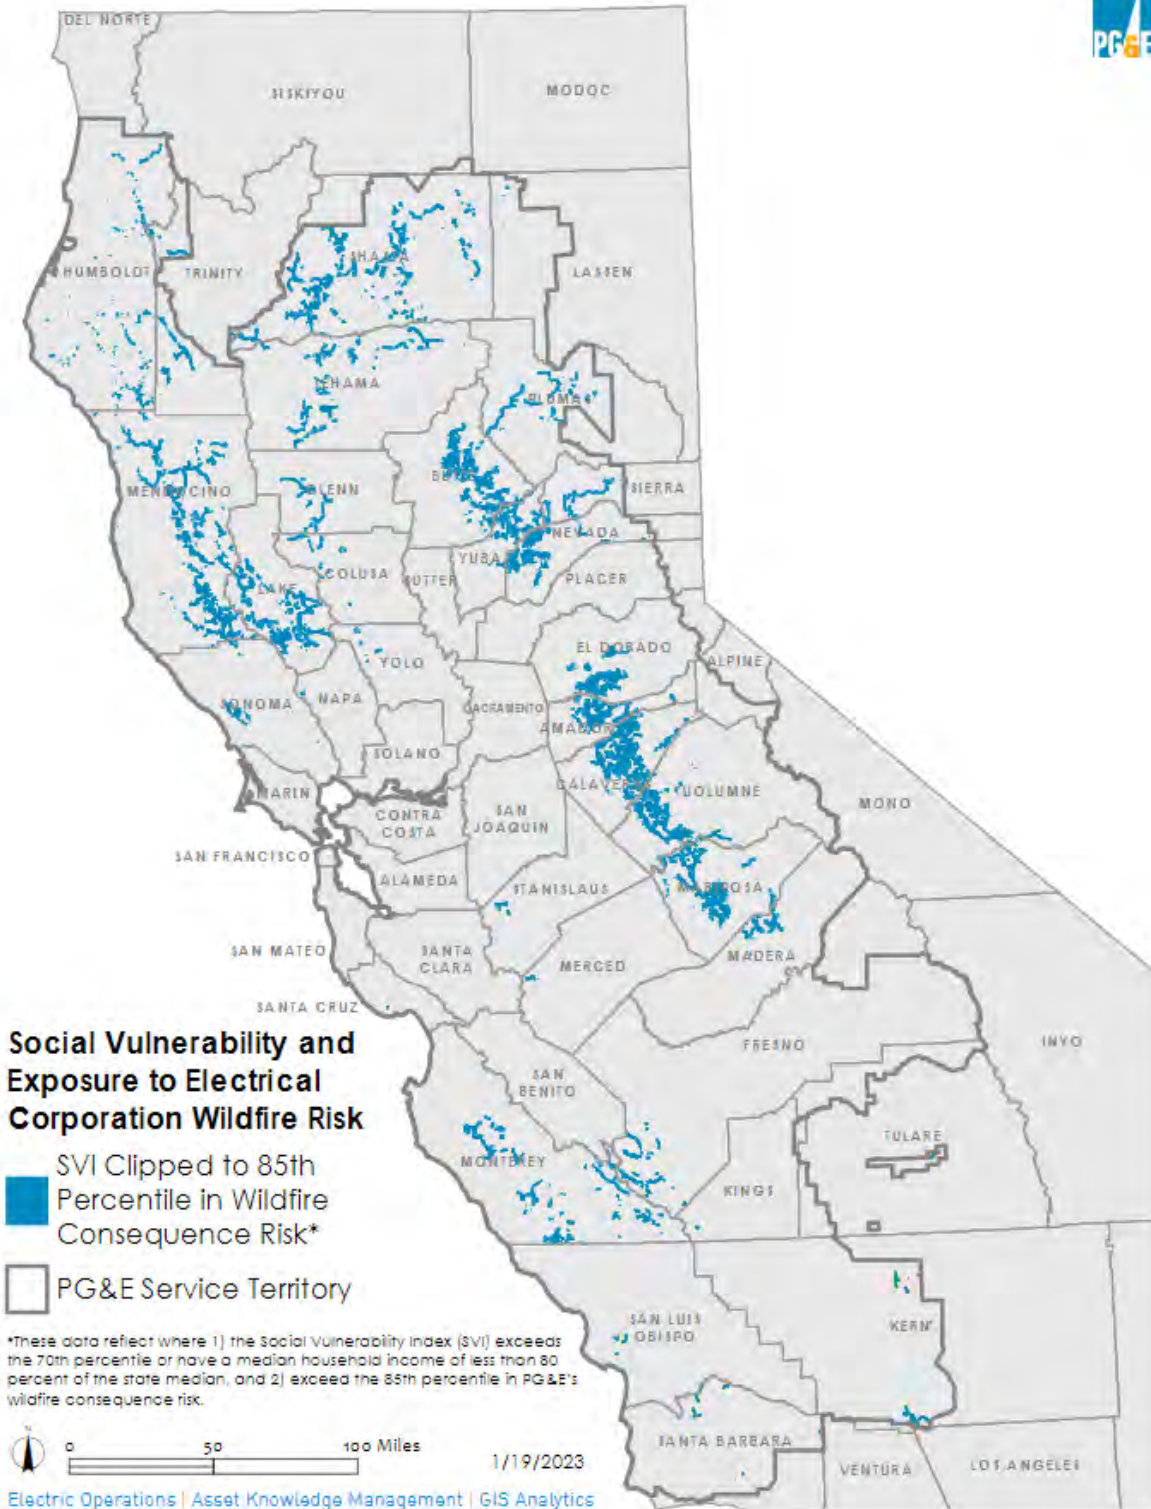 PG&E
DEL NORTE
SISKIYOU
MODOC
HUMBOLDT
TRINITY
SHASTA
LASSEN
TEHAMA
PLUMAS
MENDOCINO
GLENN
BUTTE
SIERRA
NEVADA
YUBA
LAKE
COLUSA
SUTTER
PLACER
YOLO
EL DORADO
ALPINE
SONOMA
NAPA
SACRAMENTO
AMADOR
SOLANO
CALAVERAS
TUOLUMNE
MONO
MARIN
CONTRA
COSTA
SAN
JOAQUIN
SAN FRANCISCO
ALAMEDA
STANISLAUS
MARIPOSA
SAN MATEO
SANTA
CLARA
MERCED
MADERA
SANTA CRUZ
FRESNO
INYO
SAN
BENITO
MONTEREY
KINGS
TULARE
SAN LUIS
OBISPO
KERN
SANTA BARBARA
VENTURA
LOS ANGELES
Social Vulnerability and
Exposure to Electrical
Corporation Wildfire Risk
SVI Clipped to 85th
Percentile in Wildfire
Consequence Risk*
PG&E Service Territory
*These data reflect where 1) the Social Vulnerability Index (SVI) exceeds
the 70th percentile or have a median household income of less than 80
percent of the state median, and 2) exceed the 85th percentile in PG&E's
wildfire consequence risk.
N
0 50 100 Miles
1/19/2023
Electric Operations | Asset Knowledge Management | GIS Analytics